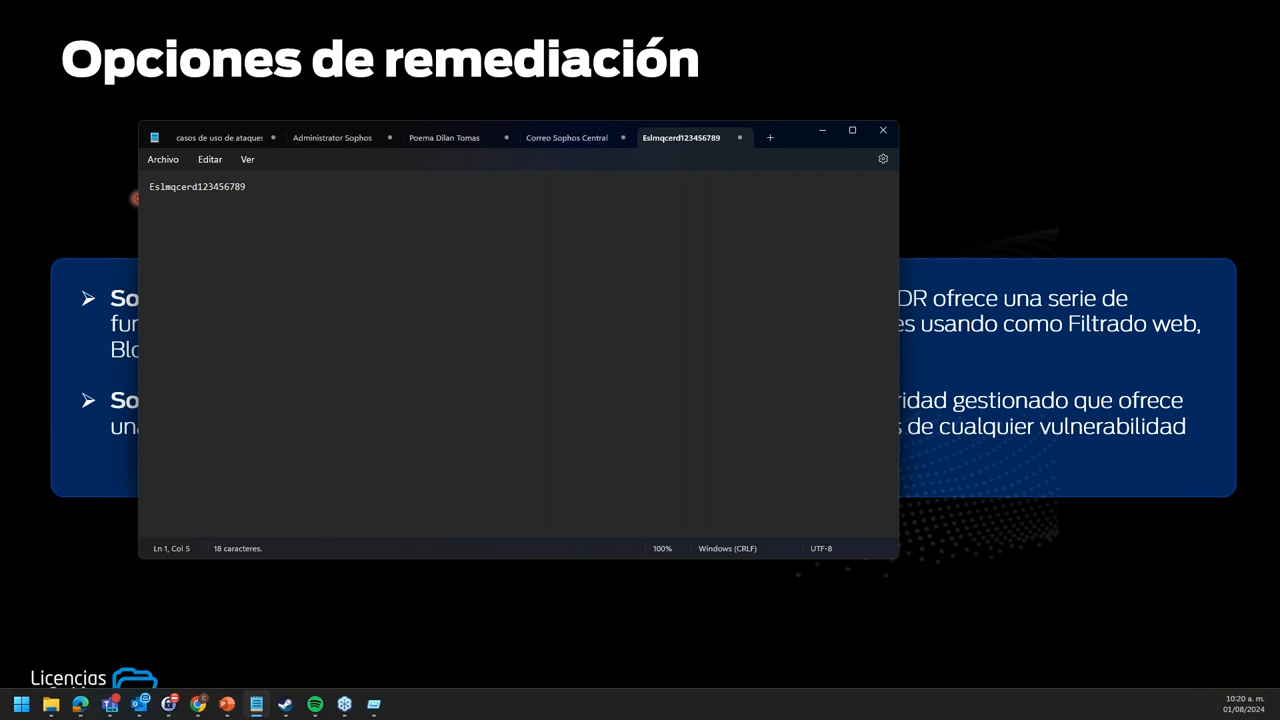 Opciones de remediación
casos de uso de ataques
Administrator Sophos
Poema Dilan Tomas
Correo Sophos Central
Eslmqcerd123456789
Archivo
Editar
Ver
Eslmqcerd123456789
So
DR ofrece una serie de
fur
es usando como Filtrado web,
Blo
So
ridad gestionado que ofrece
una
s de cualquier vulnerabilidad
Ln 1, Col 5
18 caracteres.
100%
Windows (CRLF)
UTF-8
Licencias
10:20 a. m.
01/08/2024